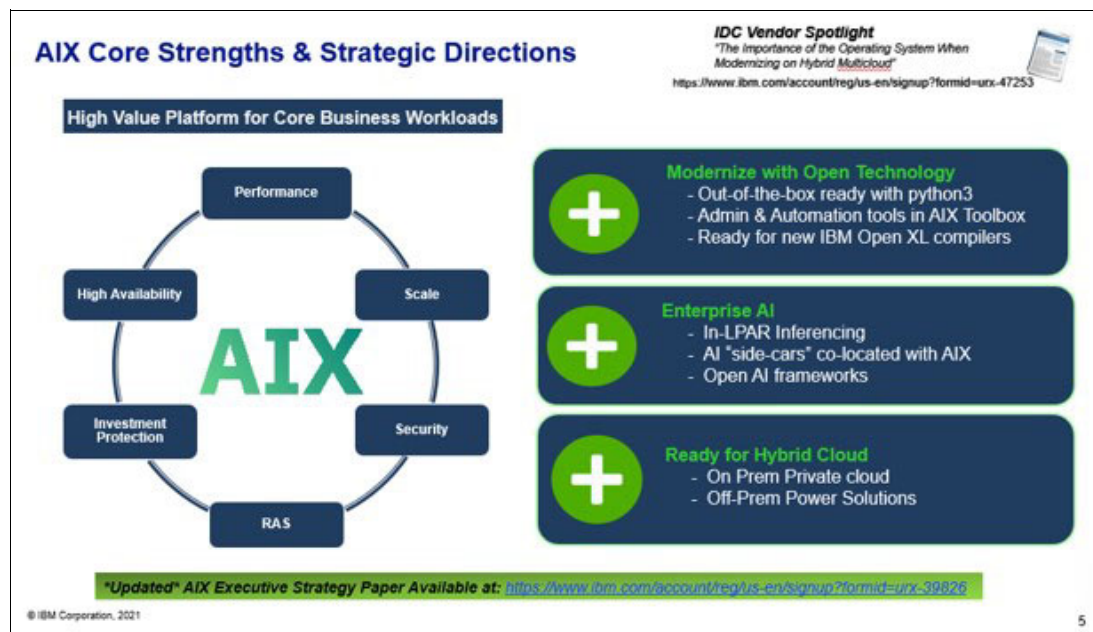 AIX Core Strengths & Strategic Directions
IDC Vendor Spotlight
"The Importance of the Operating System When
Modernizing on Hybrid Multicloud"
https://www.ibm.com/account/reg/us-en/signup?formid=urx-47253
High Value Platform for Core Business Workloads
Performance
High Availability
Scale
AIX
Investment
Protection
Security
RAS
Modernize with Open Technology
- Out-of-the-box ready with python3
- Admin & Automation tools in AIX Toolbox
- Ready for new IBM Open XL compilers
Enterprise AI
- In-LPAR Inferencing
- AI "side-cars" co-located with AIX
- Open AI frameworks
Ready for Hybrid Cloud
- On Prem Private cloud
- Off-Prem Power Solutions
*Updated* AIX Executive Strategy Paper Available at: https://www.ibm.com/account/reg/us-en/signup?formid=urx-39826
© IBM Corporation, 2021
5